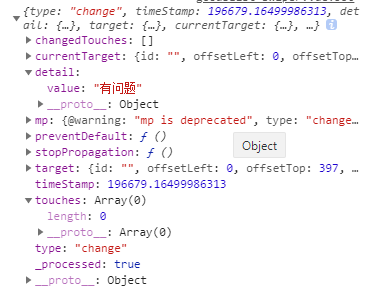 {type: "change", timeStamp: 196679.16499986313, det
ail: {…}, target: {…}, currentTarget: {…}, …}
changedTouches: []
currentTarget: {id: "", offsetLeft: 0, offsetTop…
detail:
value: "有问题"
__proto__: Object
mp: {@warning: "mp is deprecated", type: "change…
preventDefault: ƒ ()
stopPropagation: ƒ ()
Object
target: {id: "", offsetLeft: 0, offsetTop: 397, …
timeStamp: 196679.16499986313
touches: Array(0)
length: 0
__proto__: Array(0)
type: "change"
_processed: true
__proto__: Object